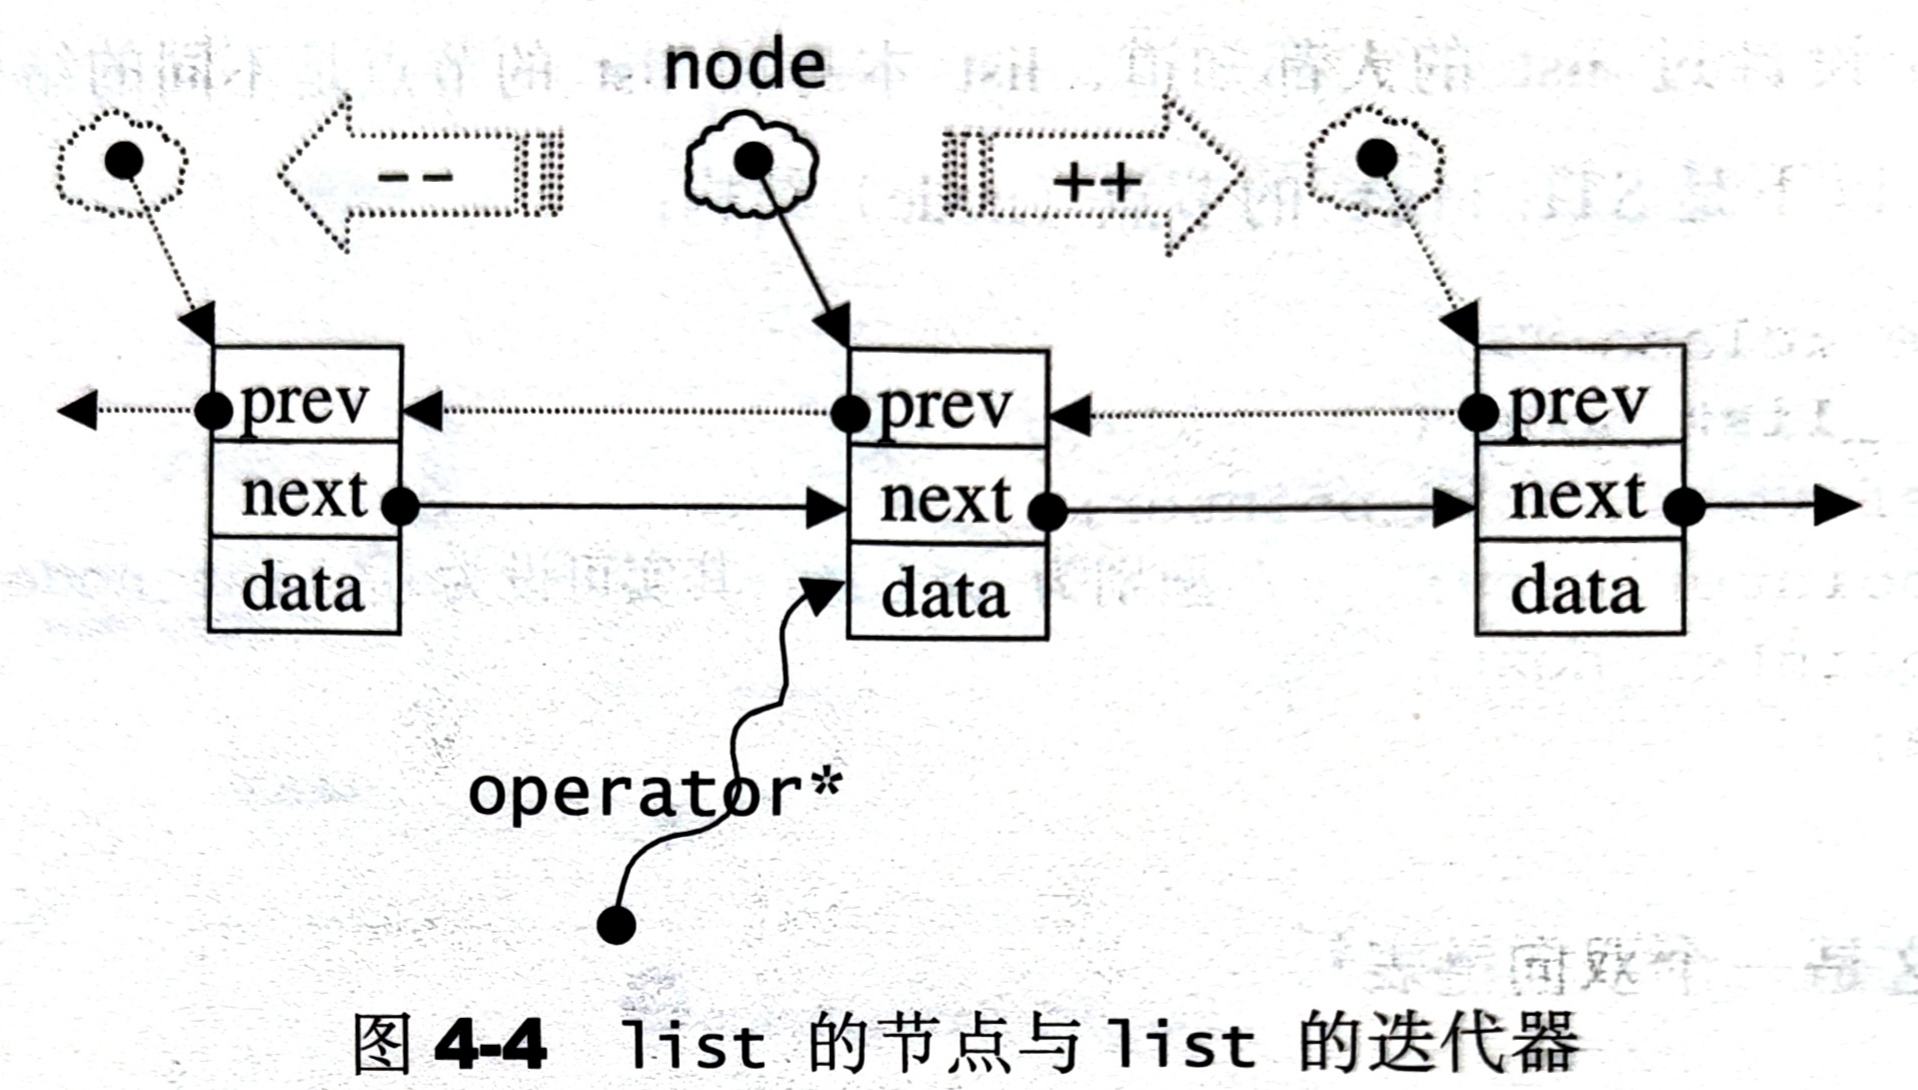 node
-- ++
prev prev prev
next next next
data data data
operator*
图 4-4 list 的节点与 list 的迭代器